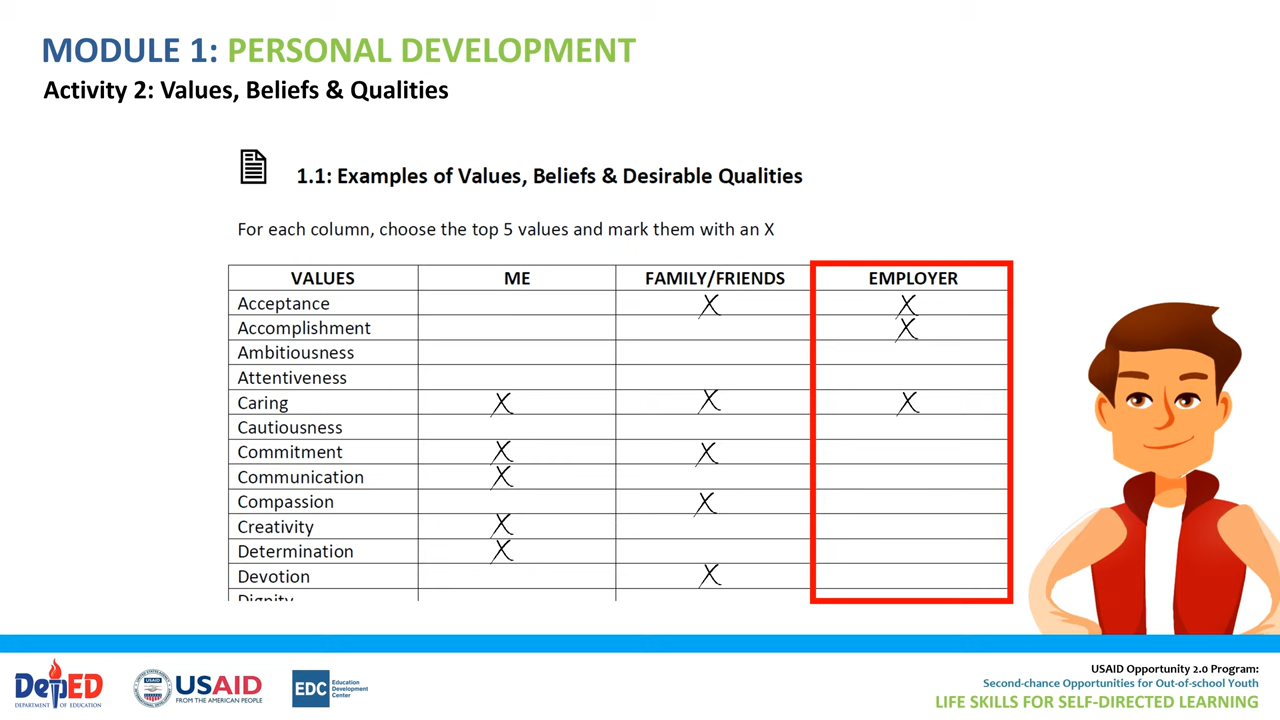 MODULE 1: PERSONAL DEVELOPMENT
Activity 2: Values, Beliefs & Qualities
1.1: Examples of Values, Beliefs & Desirable Qualities
For each column, choose the top 5 values and mark them with an X
VALUES ME FAMILY/FRIENDS EMPLOYER
Acceptance X X
Accomplishment X
Ambitiousness
Attentiveness
Caring X X X
Cautiousness
Commitment X X
Communication X
Compassion X
Creativity X
Determination X
Devotion X
Dignity
DepED
DEPARTMENT OF EDUCATION
USAID
FROM THE AMERICAN PEOPLE
EDC Education
Development
Center
USAID Opportunity 2.0 Program:
Second-chance Opportunities for Out-of-school Youth
LIFE SKILLS FOR SELF-DIRECTED LEARNING